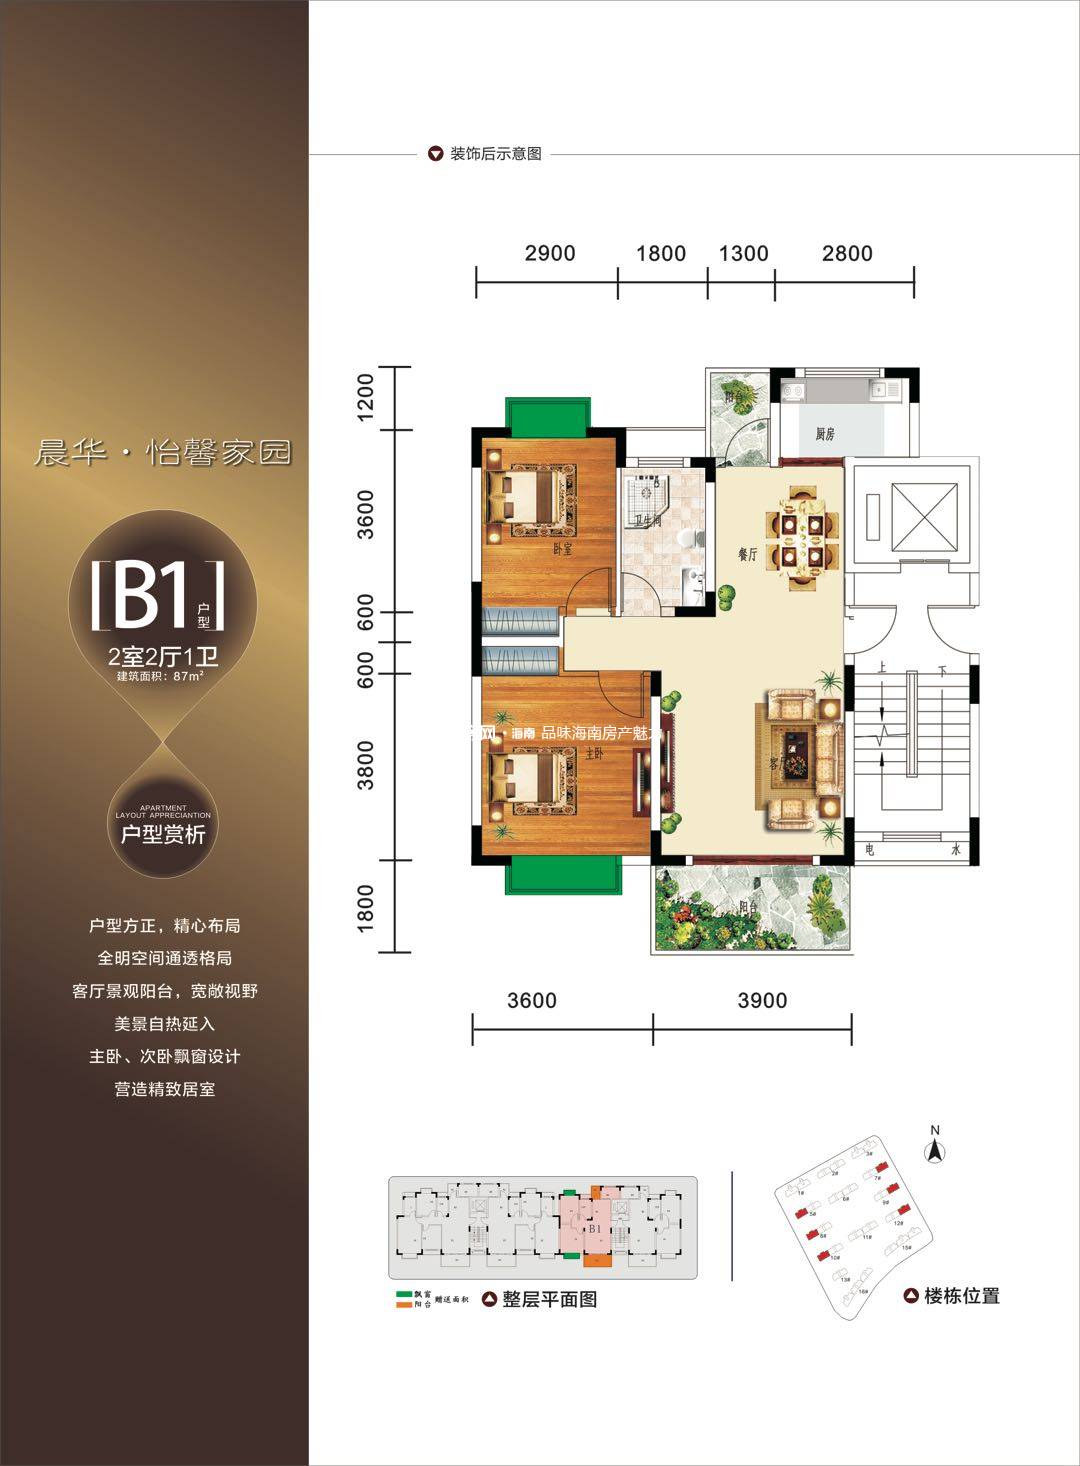 装饰后示意图
2900 1800 1300 2800
1200
3600
600
600
3800
1800
晨华·怡馨家园
[B1户型]
2室2厅1卫
建筑面积：87m²
APARTMENT
LAYOUT APPRECIANTION
户型赏析
户型方正，精心布局
全明空间通透格局
客厅景观阳台，宽敞视野
美景自热延入
主卧、次卧飘窗设计
营造精致居室
阳台
厨房
卫生间
卧室
餐厅
上 下
网·海南 品味海南房产魅力
主卧
客厅
电 水
阳台
3600 3900
B1
飘窗
阳台
赠送面积
整层平面图
N
1#
2#
3#
5#
6#
7#
8#
9#
10#
11#
12#
13#
15#
16#
楼栋位置